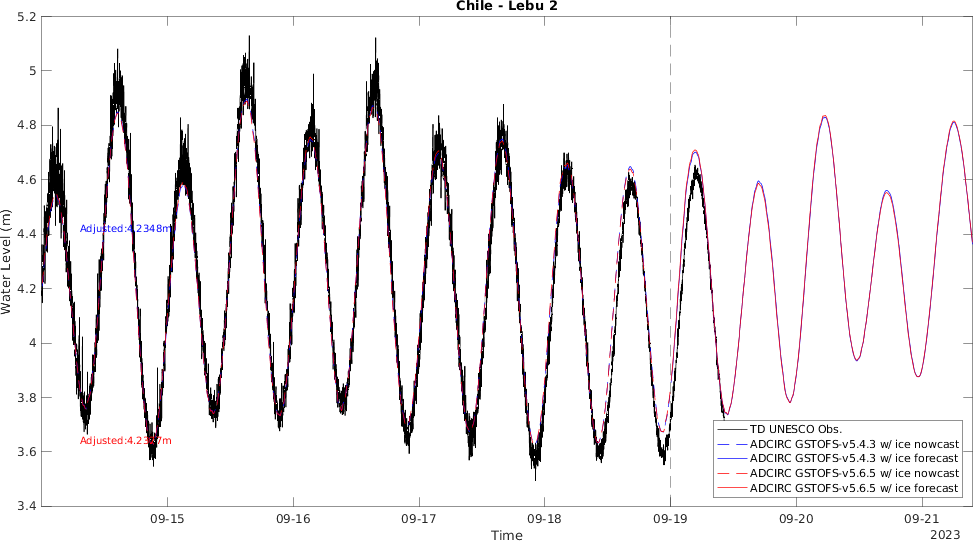 Chile - Lebu 2
5.2
5
4.8
4.6
4.4
4.2
4
3.8
3.6
3.4
Water Level (m)
Adjusted:4.2348m
TD UNESCO Obs.
ADCIRC GSTOFS-v5.4.3 w/ ice nowcast
ADCIRC GSTOFS-v5.4.3 w/ ice forecast
ADCIRC GSTOFS-v5.6.5 w/ ice nowcast
ADCIRC GSTOFS-v5.6.5 w/ ice forecast
09-15
09-16
09-17
09-18
09-19
09-20
09-21
Time
2023